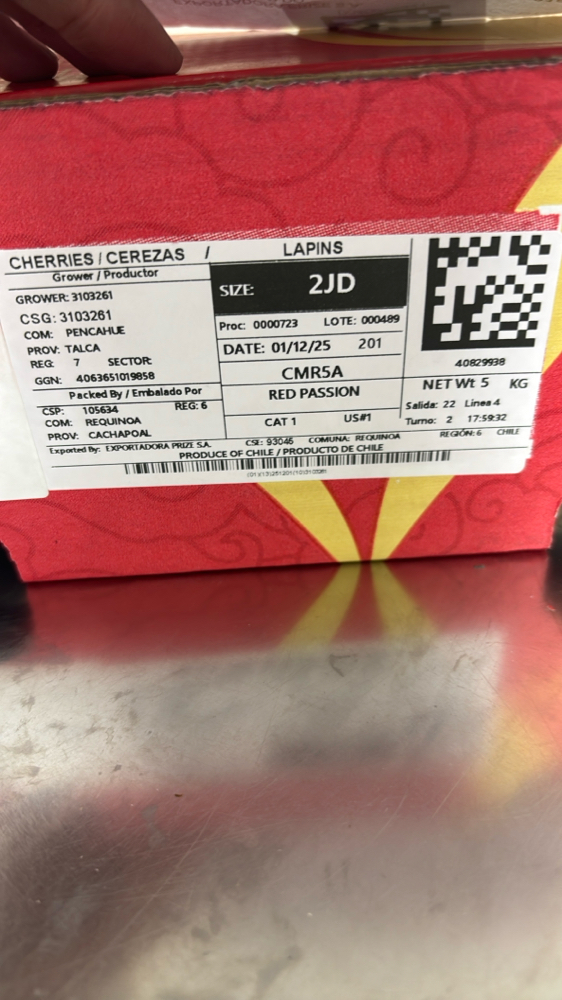 CHERRIES / CEREZAS / LAPINS
Grower / Productor
GROWER: 3103261
CSG: 3103261
COM: PENCAHUE
PROV: TALCA
REG: 7 SECTOR:
GGN: 4063651019858
Packed By / Embalado Por
CSP: 105634 REG: 6
COM: REQUINOA
PROV: CACHAPOAL
SIZE: 2JD
Proc: 0000723 LOTE: 000489
DATE: 01/12/25 201
CMR5A
RED PASSION
CAT 1 US#1
40829938
NET Wt 5 KG
Salida: 22 Linea 4
Turno: 2 17:59:32
Exported By: EXPORTADORA PRIZE S.A. CSE: 93046 COMUNA: REQUINOA REGIÓN: 6 CHILE
PRODUCE OF CHILE / PRODUCTO DE CHILE